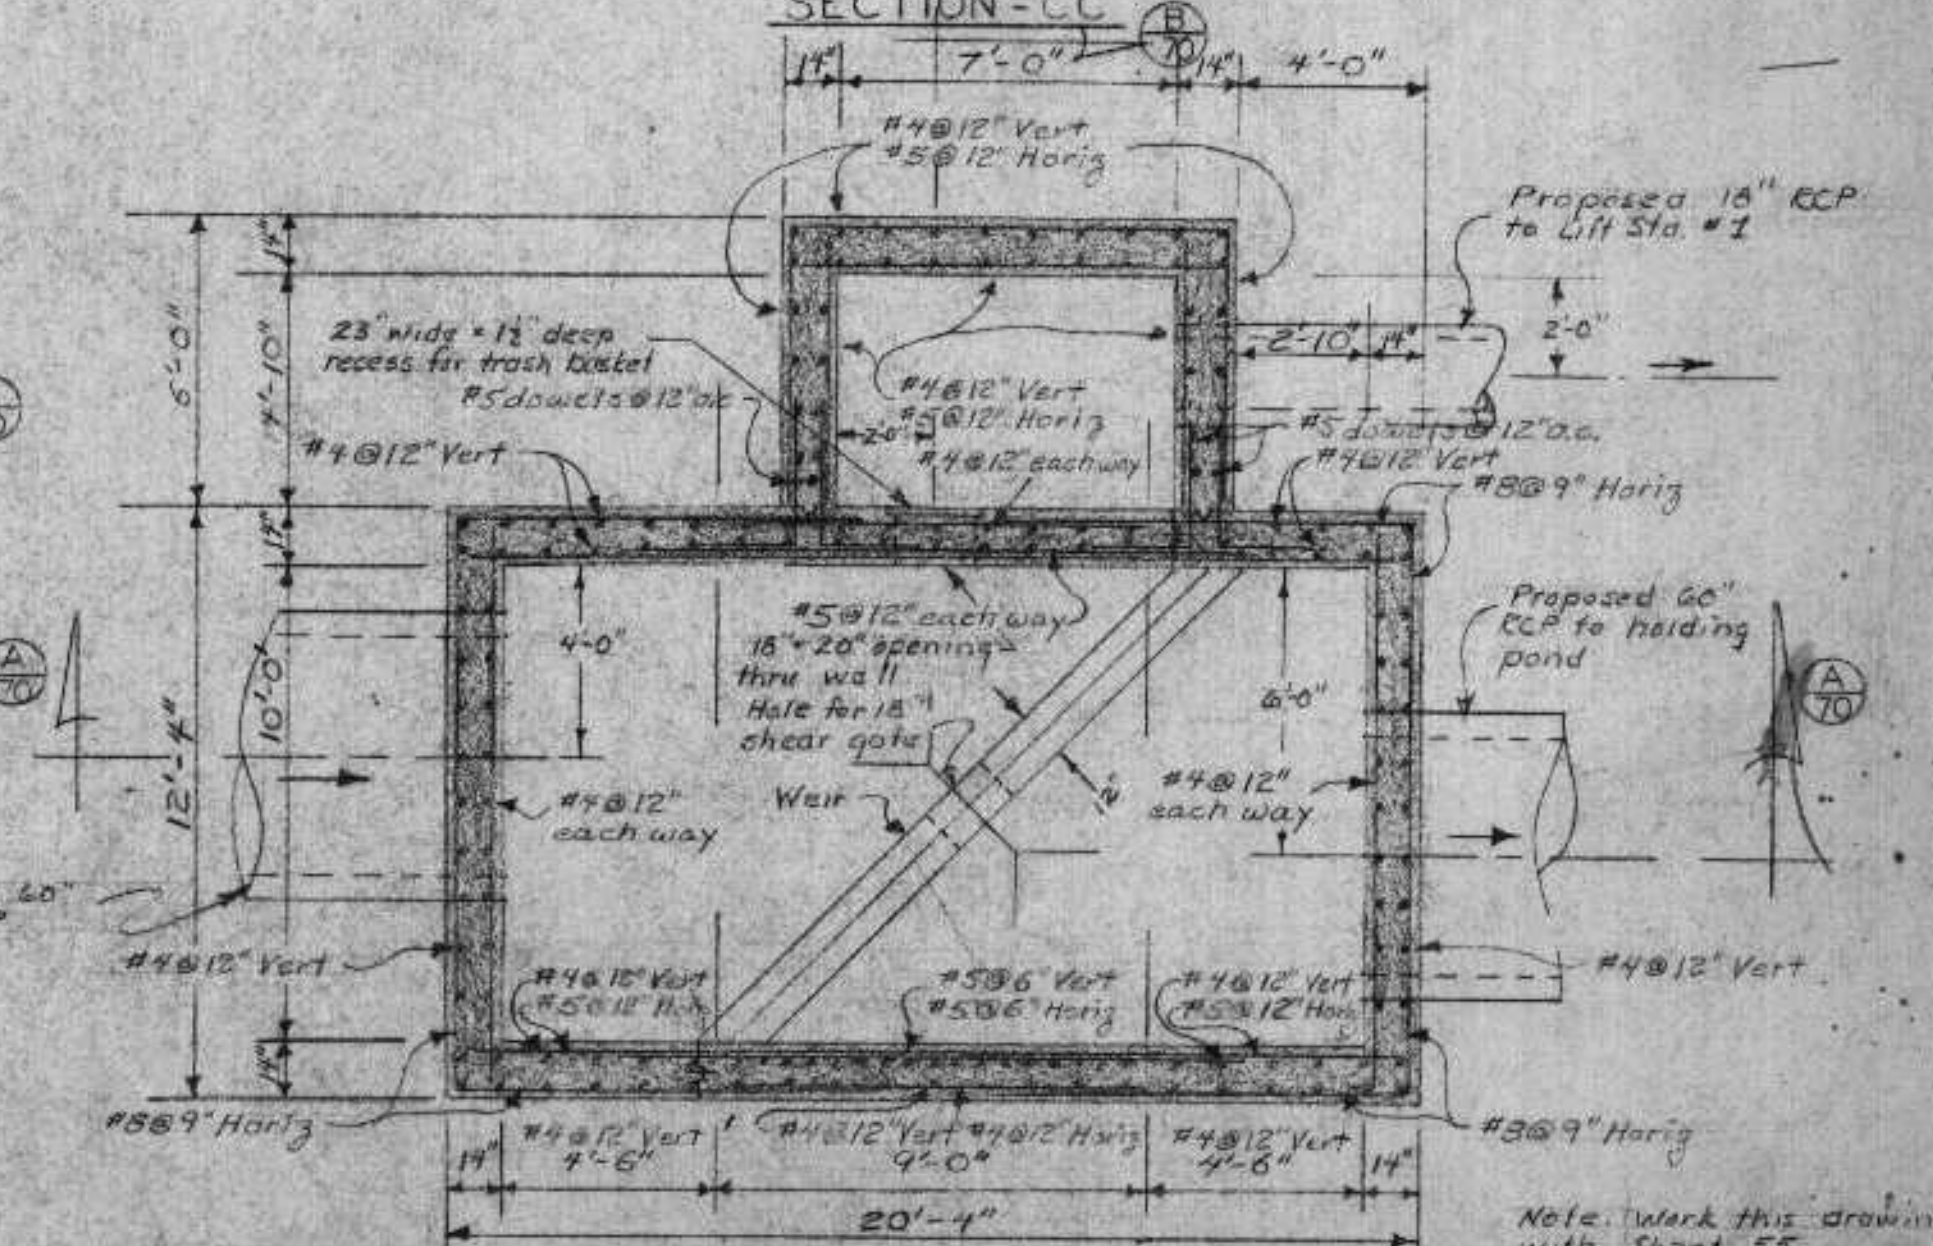 SECTION-CC
B
70
14"
7'-0"
14"
4'-0"
#4@12" Vert
#5@12" Horiz
Proposed 18" RCP
to Lift Sta. #1
14"
6'-0"
4'-10"
23" wide × 1½" deep
recess for trash basket
#5 dowels @ 12" o.c.
#4@12" Vert
#4@12" Vert
#5@12" Horiz
2'-0"
#4@12" each way
2'-10"
14"
2'-0"
#5 dowels @ 12" o.c.
#4@12" Vert
#8@9" Horiz
14"
12'-4"
10'-0"
14"
4'-0"
#5@12" each way
18" × 20" opening
thru wall
Hole for 18"
shear gate
Weir
6'-0"
Proposed 60"
RCP to holding
pond
A
70
A
70
#4@12"
each way
#4@12"
each way
60"
#4@12" Vert
#4@12" Vert
#5@12" Horiz
#5@6" Vert
#5@6" Horiz
#4@12" Vert
#5@12" Horiz
#4@12" Vert
#8@9" Horiz
#4@12" Vert
#4@12" Vert #4@12" Horiz
#4@12" Vert
#8@9" Horiz
14"
4'-6"
9'-0"
4'-6"
14"
20'-4"
Note: Work this drawin
with Sheet 55